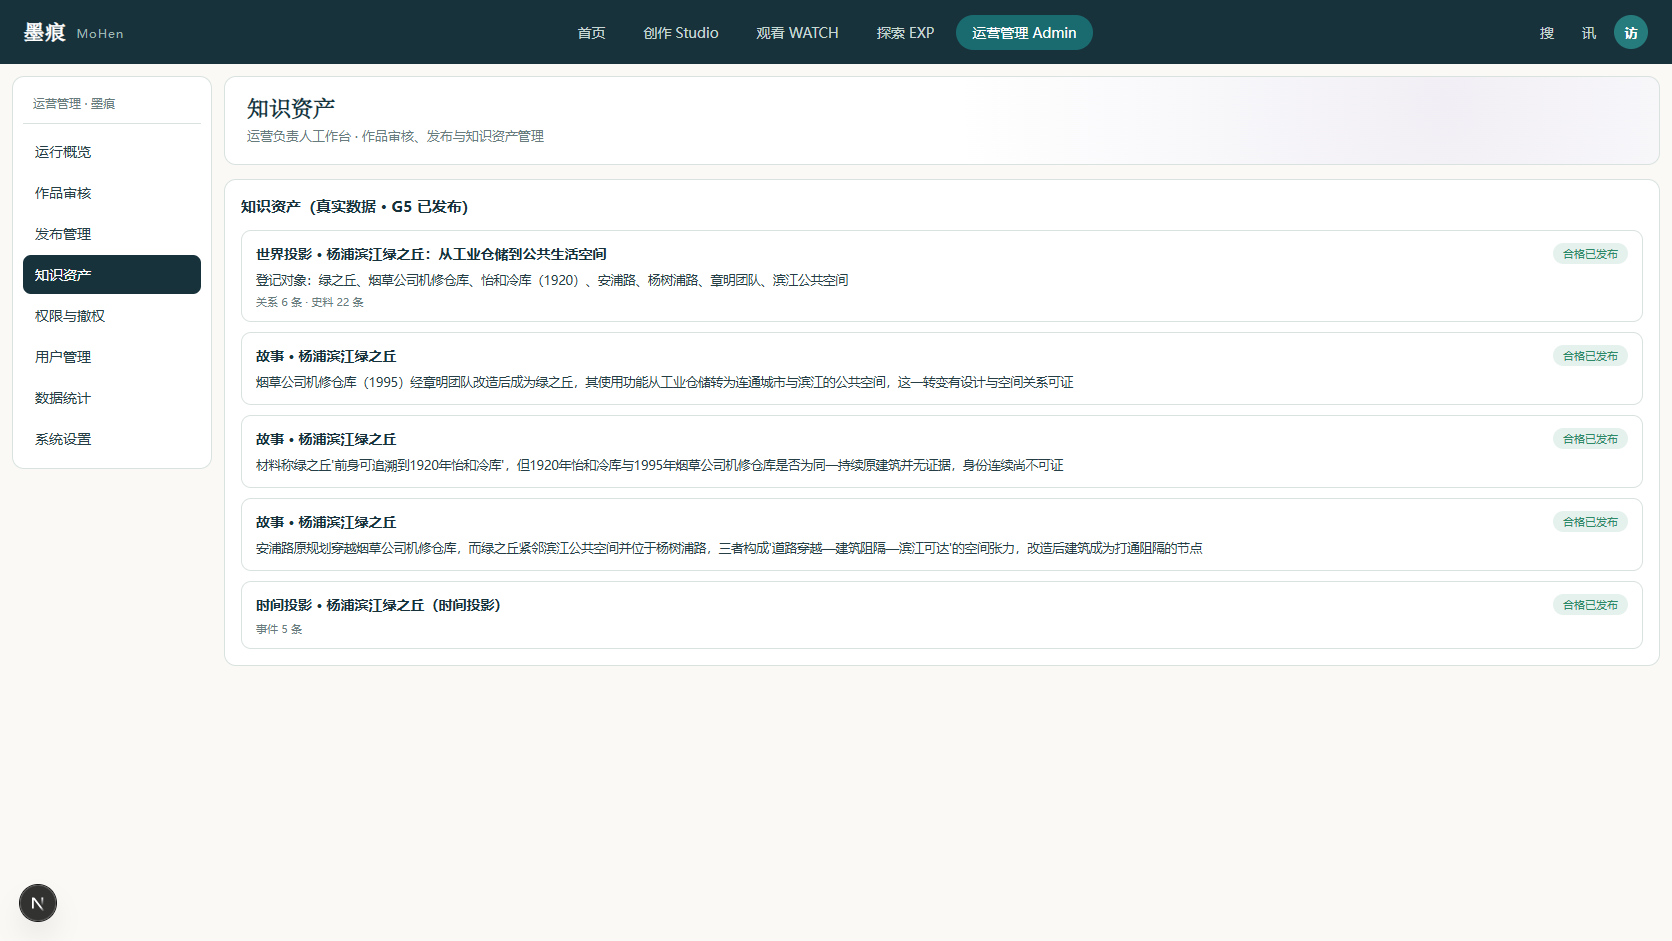 墨痕 MoHen
首页 创作 Studio 观看 WATCH 探索 EXP 运营管理 Admin
搜 讯 访
运营管理 · 墨痕
运行概览
作品审核
发布管理
知识资产
权限与撤权
用户管理
数据统计
系统设置
知识资产
运营负责人工作台 · 作品审核、发布与知识资产管理
知识资产（真实数据 • G5 已发布）
世界投影 • 杨浦滨江绿之丘：从工业仓储到公共生活空间 合格已发布
登记对象：绿之丘、烟草公司机修仓库、怡和冷库（1920）、安浦路、杨树浦路、章明团队、滨江公共空间
关系 6 条 · 史料 22 条
故事 • 杨浦滨江绿之丘 合格已发布
烟草公司机修仓库（1995）经章明团队改造后成为绿之丘，其使用功能从工业仓储转为连通城市与滨江的公共空间，这一转变有设计与空间关系可证
故事 • 杨浦滨江绿之丘 合格已发布
材料称绿之丘'前身可追溯到1920年怡和冷库'，但1920年怡和冷库与1995年烟草公司机修仓库是否为同一持续原建筑并无证据，身份连续尚不可证
故事 • 杨浦滨江绿之丘 合格已发布
安浦路原规划穿越烟草公司机修仓库，而绿之丘紧邻滨江公共空间并位于杨树浦路，三者构成'道路穿越—建筑阻隔—滨江可达'的空间张力，改造后建筑成为打通阻隔的节点
时间投影 • 杨浦滨江绿之丘（时间投影） 合格已发布
事件 5 条
N